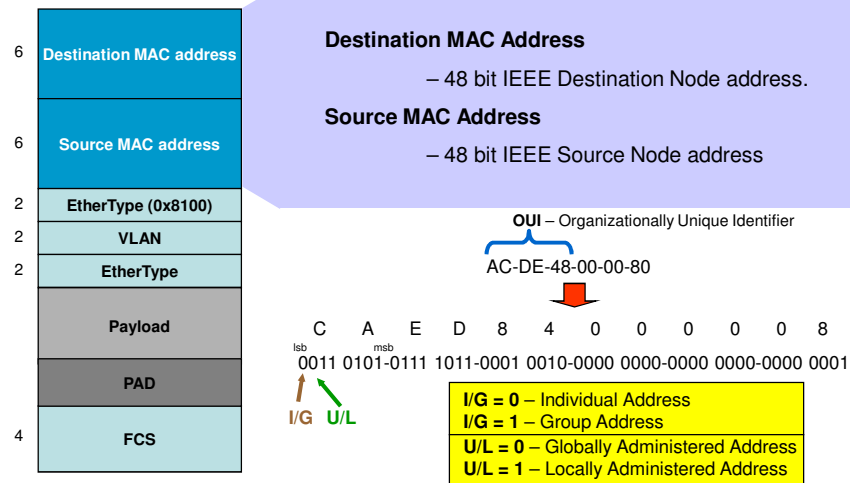 6
Destination MAC address
6
Source MAC address
2
EtherType (0x8100)
2
VLAN
2
EtherType
Payload
PAD
4
FCS
Destination MAC Address
– 48 bit IEEE Destination Node address.
Source MAC Address
– 48 bit IEEE Source Node address
OUI – Organizationally Unique Identifier
AC-DE-48-00-00-80
C A E D 8 4 0 0 0 0 0 8
lsb msb
0011 0101-0111 1011-0001 0010-0000 0000-0000 0000-0000 0001
I/G U/L
I/G = 0 – Individual Address
I/G = 1 – Group Address
U/L = 0 – Globally Administered Address
U/L = 1 – Locally Administered Address